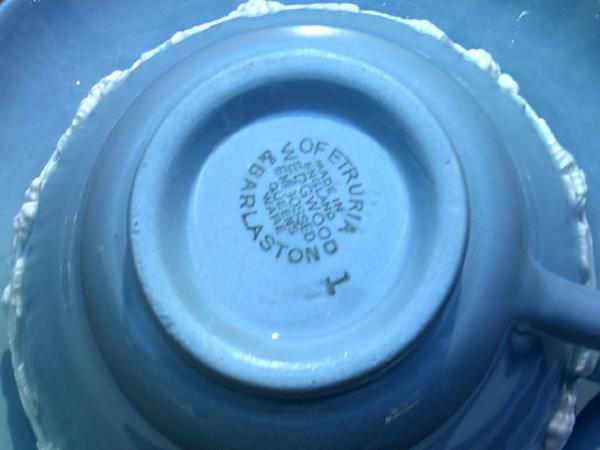 OF ETRURIA
MADE IN
ENGLAND
WEDGWOOD
EMBOSSED
QUEENS
WARE
& BARLASTON
1